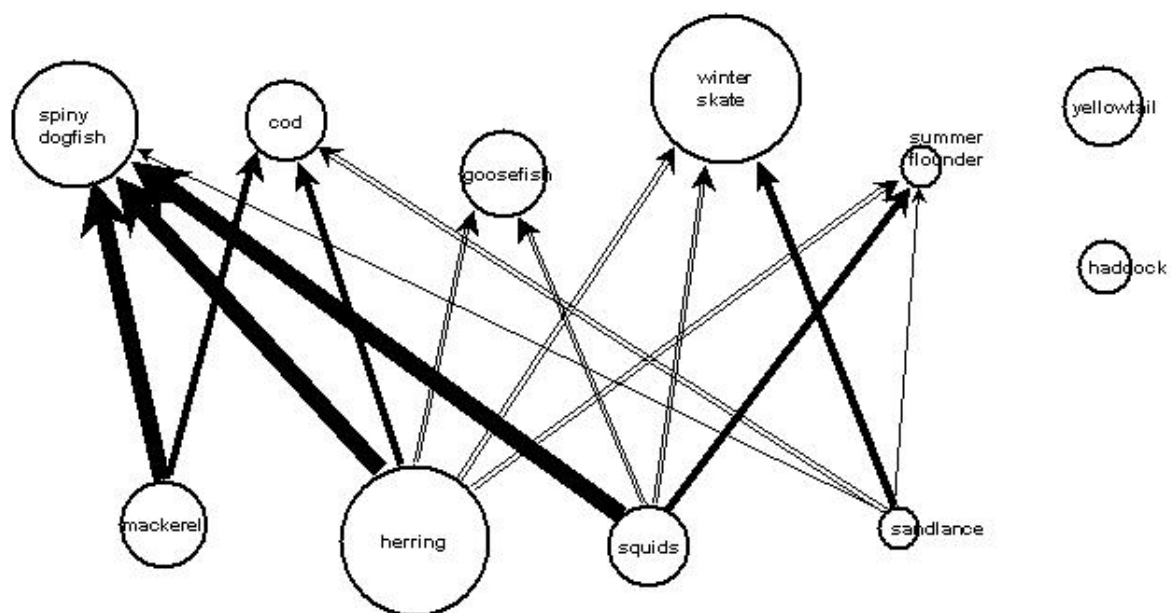 spiny
dogfish
cod
goosefish
winter
skate
summer
flounder
yellowtail
haddock
mackerel
herring
squids
sandlance